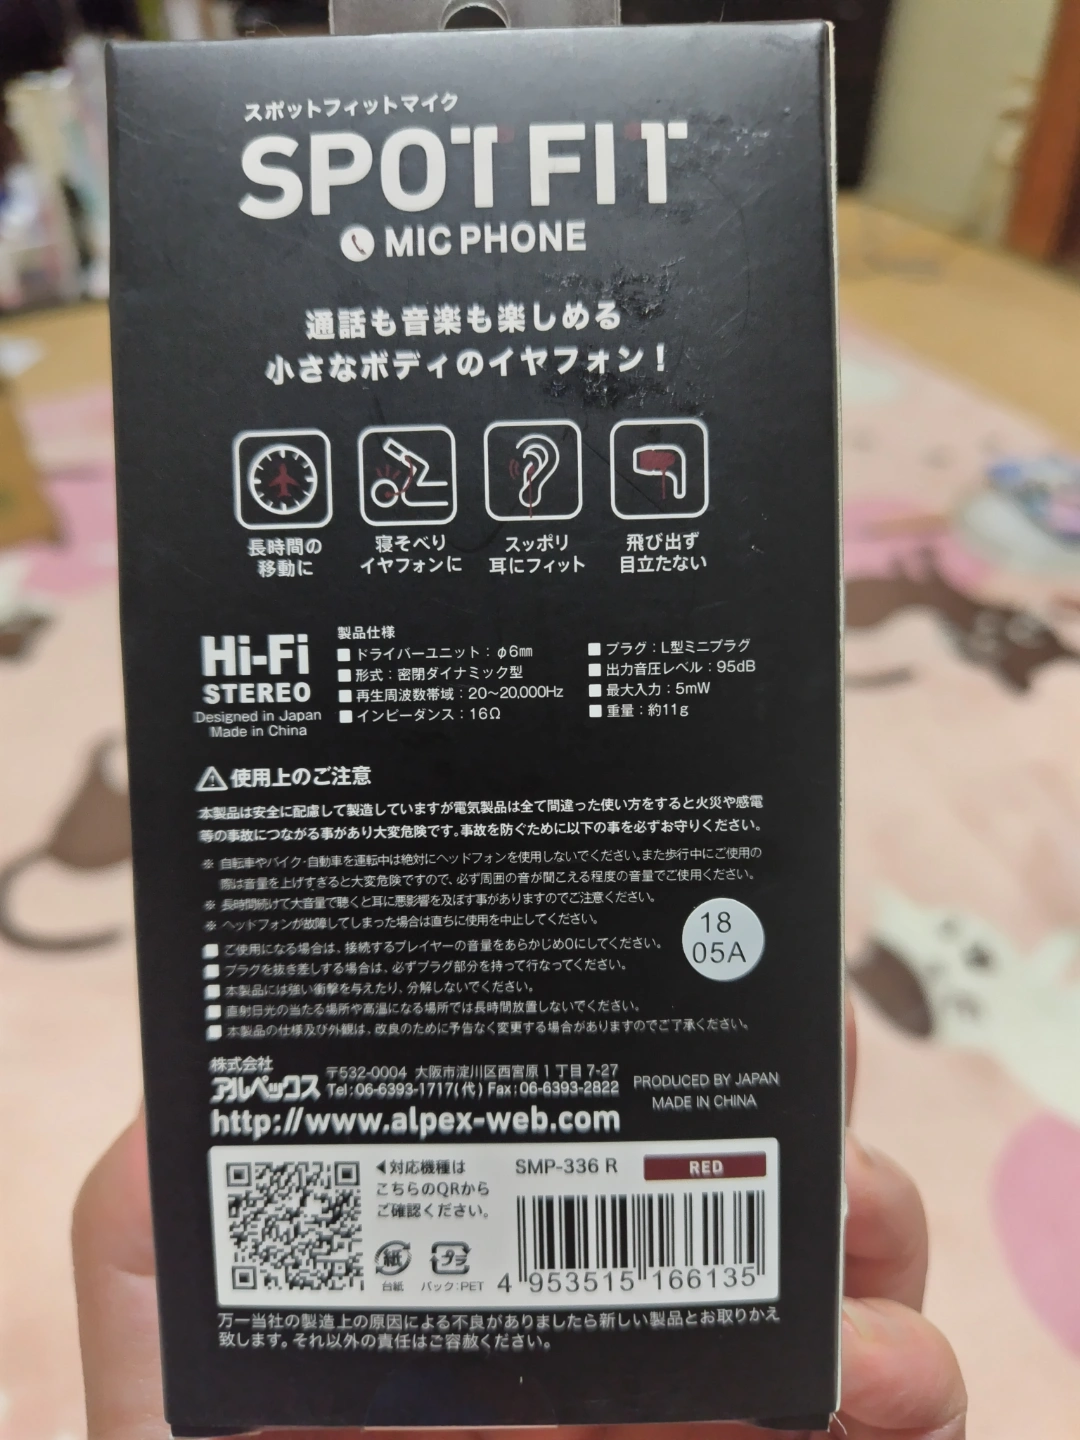 スポットフィットマイク
SPOT FIT
MIC PHONE
通話も音楽も楽しめる
小さなボディのイヤフォン！
長時間の
移動に
寝そべり
イヤフォンに
スッポリ
耳にフィット
飛び出ず
目立たない
Hi-Fi
STEREO
Designed in Japan
Made in China
製品仕様
■ドライバーユニット：φ6㎜
■形式：密閉ダイナミック型
■再生周波数帯域：20〜20,000Hz
■インピーダンス：16Ω
■プラグ：L型ミニプラグ
■出力音圧レベル：95dB
■最大入力：5mW
■重量：約11g
⚠使用上のご注意
本製品は安全に配慮して製造していますが電気製品は全て間違った使い方をすると火災や感電
等の事故につながる事があり大変危険です。事故を防ぐために以下の事を必ずお守りください。
※ 自転車やバイク・自動車を運転中は絶対にヘッドフォンを使用しないでください。また歩行中にご使用の
際は音量を上げすぎると大変危険ですので、必ず周囲の音が聞こえる程度の音量でご使用ください。
※ 長時間続けて大音量で聴くと耳に悪影響を及ぼす事がありますのでご注意ください。
※ ヘッドフォンが故障してしまった場合は直ちに使用を中止してください。
■ ご使用になる場合は、接続するプレイヤーの音量をあらかじめ0にしてください。
■ プラグを抜き差しする場合は、必ずプラグ部分を持って行なってください。
■ 本製品には強い衝撃を与えたり、分解しないでください。
■ 直射日光の当たる場所や高温になる場所では長時間放置しないでください。
■ 本製品の仕様及び外観は、改良のために予告なく変更する場合がありますのでご了承ください。
18
05A
株式会社
アルペックス
〒532-0004 大阪市淀川区西宮原1丁目7-27
Tel:06-6393-1717(代) Fax:06-6393-2822
PRODUCED BY JAPAN
MADE IN CHINA
http://www.alpex-web.com
◀対応機種は
こちらのQRから
ご確認ください。
紙
台紙
プラ
パック:PET
SMP-336 R
RED
4 953515 166135
万一当社の製造上の原因による不良がありましたら新しい製品とお取りかえ
致します。それ以外の責任はご容赦ください。